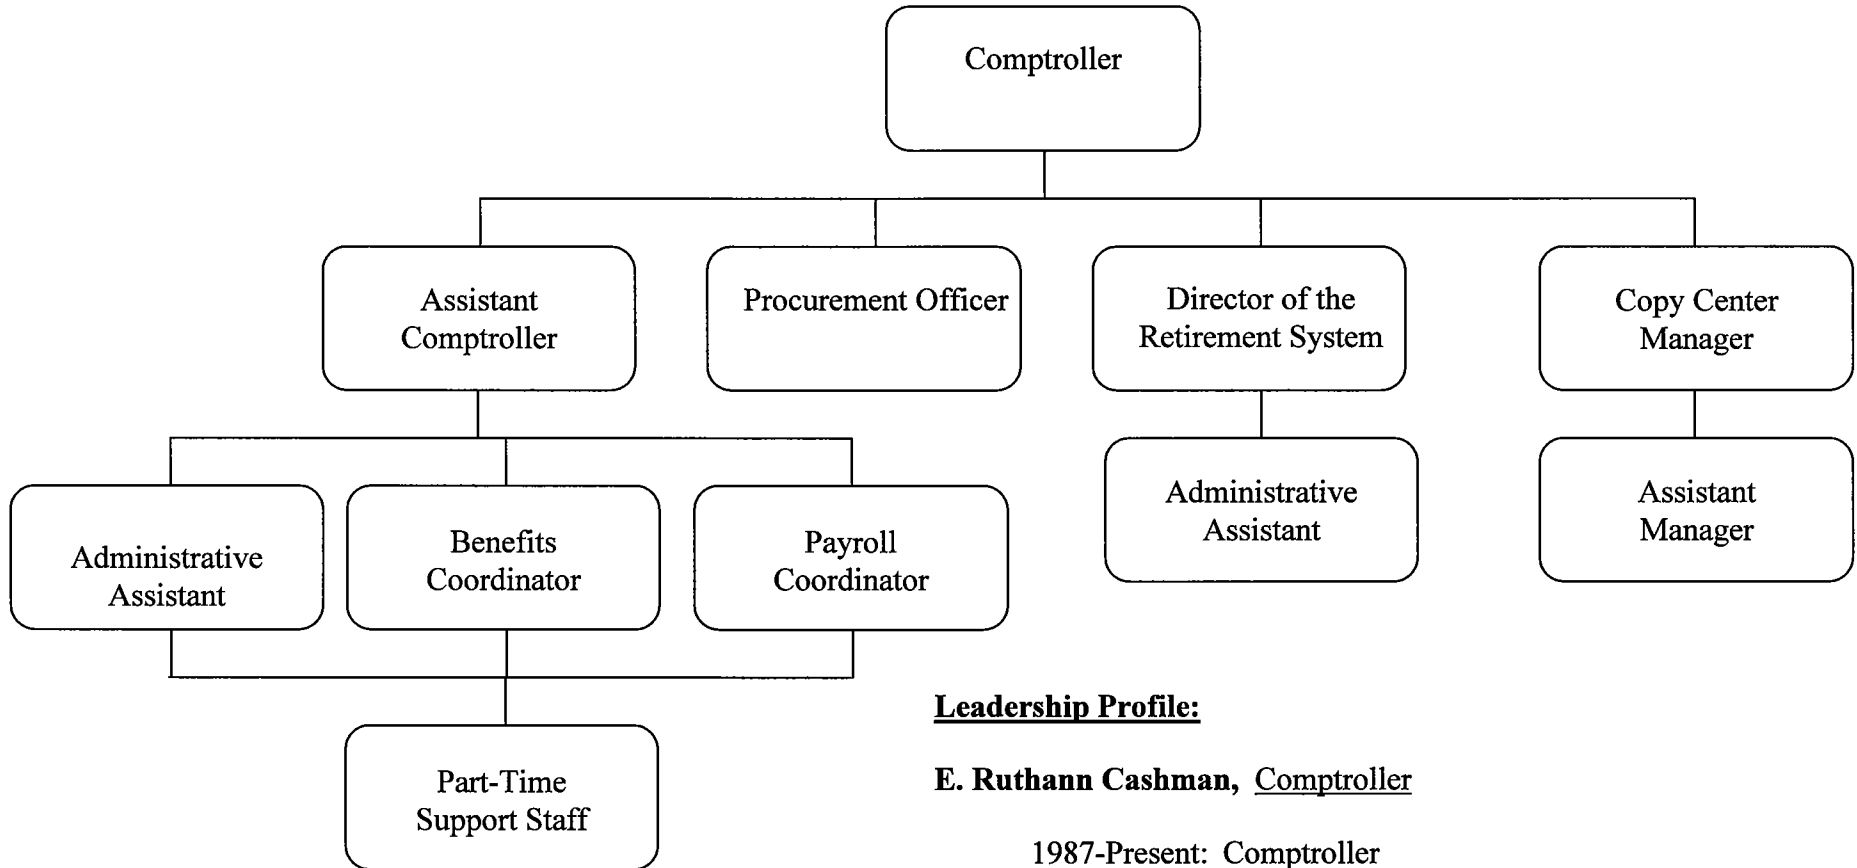 Comptroller
Assistant
Comptroller
Procurement Officer
Director of the
Retirement System
Copy Center
Manager
Administrative
Assistant
Benefits
Coordinator
Payroll
Coordinator
Administrative
Assistant
Assistant
Manager
Part-Time
Support Staff
Leadership Profile:
E. Ruthann Cashman, Comptroller
1987-Present: Comptroller